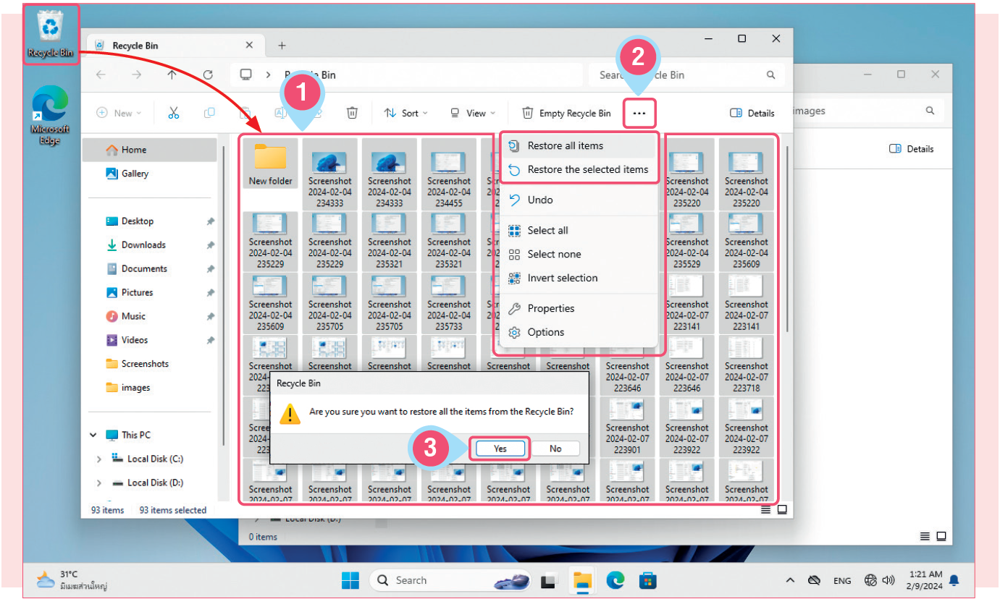 Recycle Bin
Microsoft
Edge
Recycle Bin
Recycle Bin
1
2
New
Sort
View
Empty Recycle Bin
Details
images
Details
Home
Gallery
Desktop
Downloads
Documents
Pictures
Music
Videos
Screenshots
images
This PC
Local Disk (C:)
Local Disk (D:)
New folder
Screenshot Screenshot Screenshot
2024-02-04 2024-02-04 2024-02-04
234333 234333 234455
Screenshot Screenshot
2024-02-04 2024-02-04
235220 235220
Screenshot Screenshot Screenshot Screenshot
2024-02-04 2024-02-04 2024-02-04 2024-02-04
235229 235229 235321 235321
Screenshot Screenshot
2024-02-04 2024-02-04
235529 235609
Screenshot Screenshot Screenshot Screenshot
2024-02-04 2024-02-04 2024-02-04 2024-02-04
235609 235705 235705 235733
Screenshot Screenshot
2024-02-07 2024-02-07
223141 223141
Restore all items
Restore the selected items
Undo
Select all
Select none
Invert selection
Properties
Options
Screenshot Screenshot Screenshot Screenshot Screenshot Screenshot Screenshot Screenshot Screenshot
2024-02-07 2024-02-07 2024-02-07
223646 223646 223718
Screenshot Screenshot Screenshot
2024-02-07 2024-02-07 2024-02-07
223901 223922 223922
Recycle Bin
Are you sure you want to restore all the items from the Recycle Bin?
3
Yes
No
Screenshot Screenshot Screenshot Screenshot Screenshot Screenshot Screenshot Screenshot Screenshot
2024-02-07 2024-02-07 2024-02-07 2024-02-07 2024-02-07 2024-02-07 2024-02-07 2024-02-07 2024-02-07
93 items 93 items selected
Local Disk (D:)
0 items
31°C
มีเมฆส่วนใหญ่
Search
ENG
1:21 AM
2/9/2024